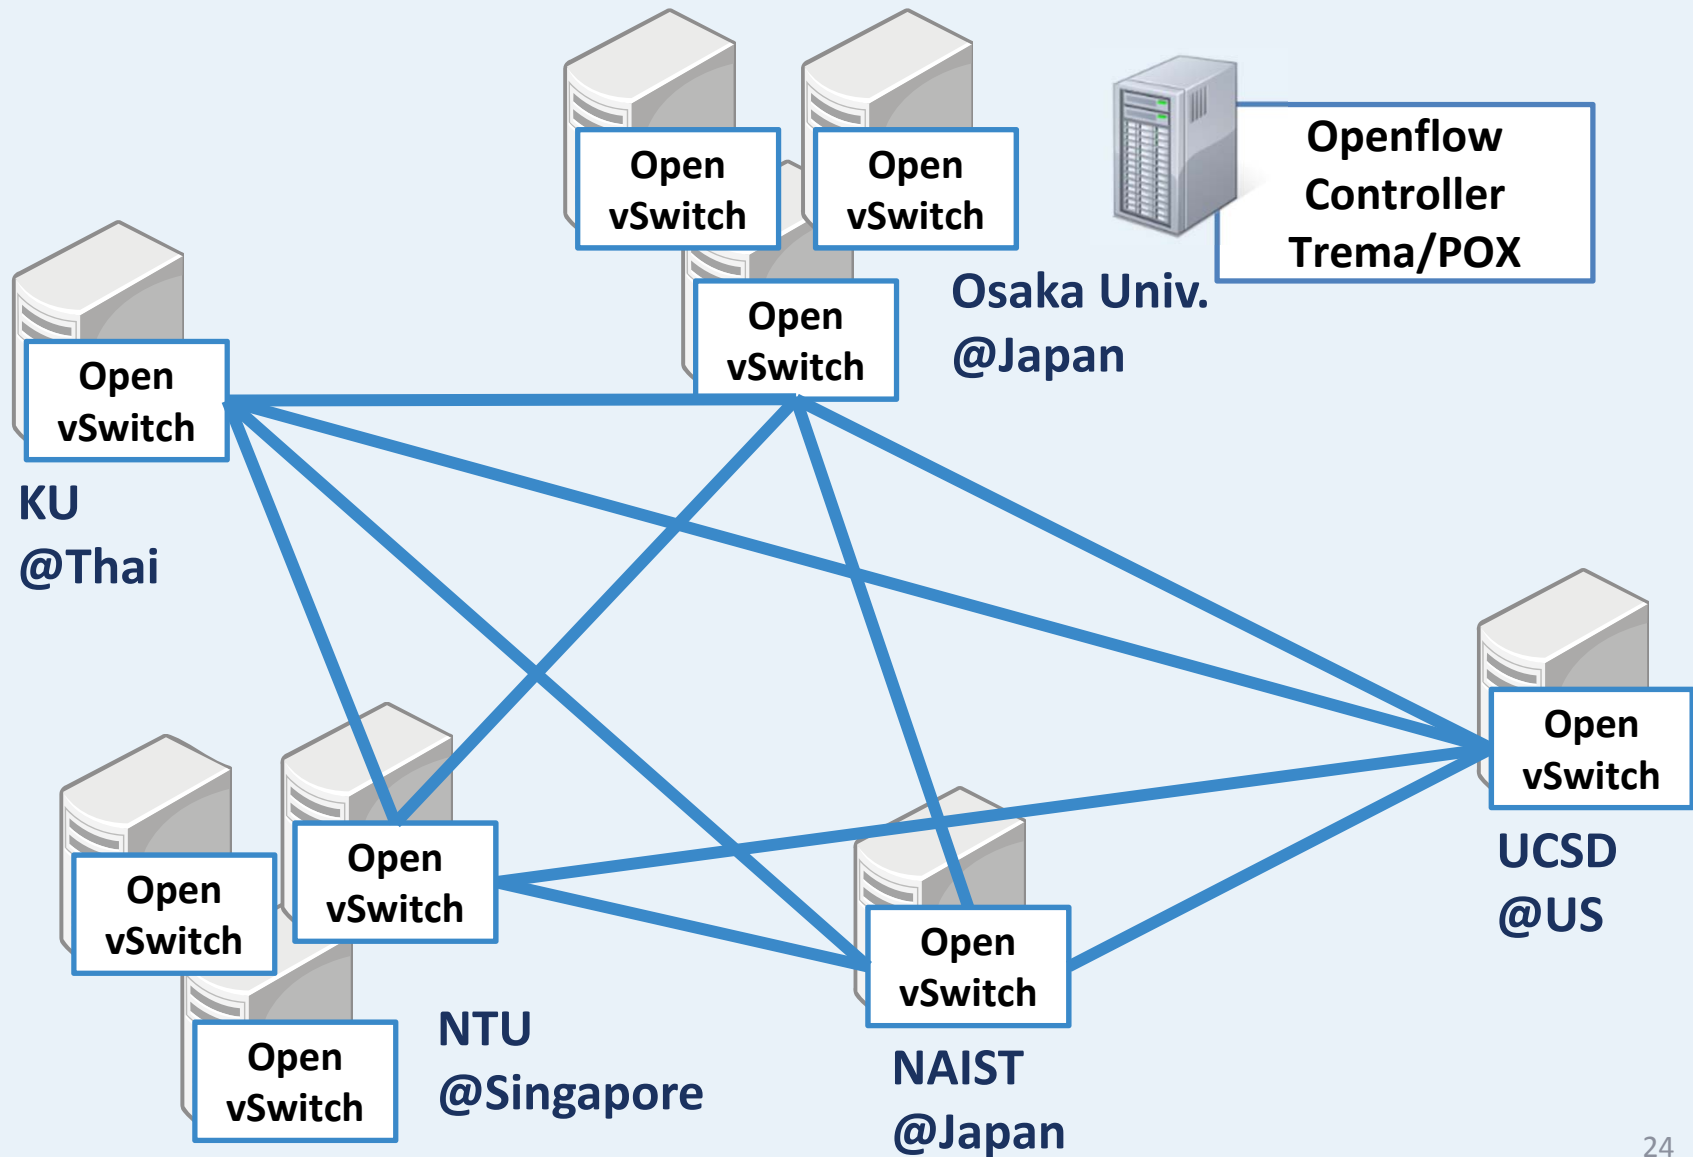 Open
vSwitch
Open
vSwitch
Openflow
Controller
Trema/POX
Open
vSwitch
Osaka Univ.
@Japan
Open
vSwitch
KU
@Thai
Open
vSwitch
UCSD
@US
Open
vSwitch
Open
vSwitch
Open
vSwitch
NTU
@Singapore
Open
vSwitch
NAIST
@Japan
24